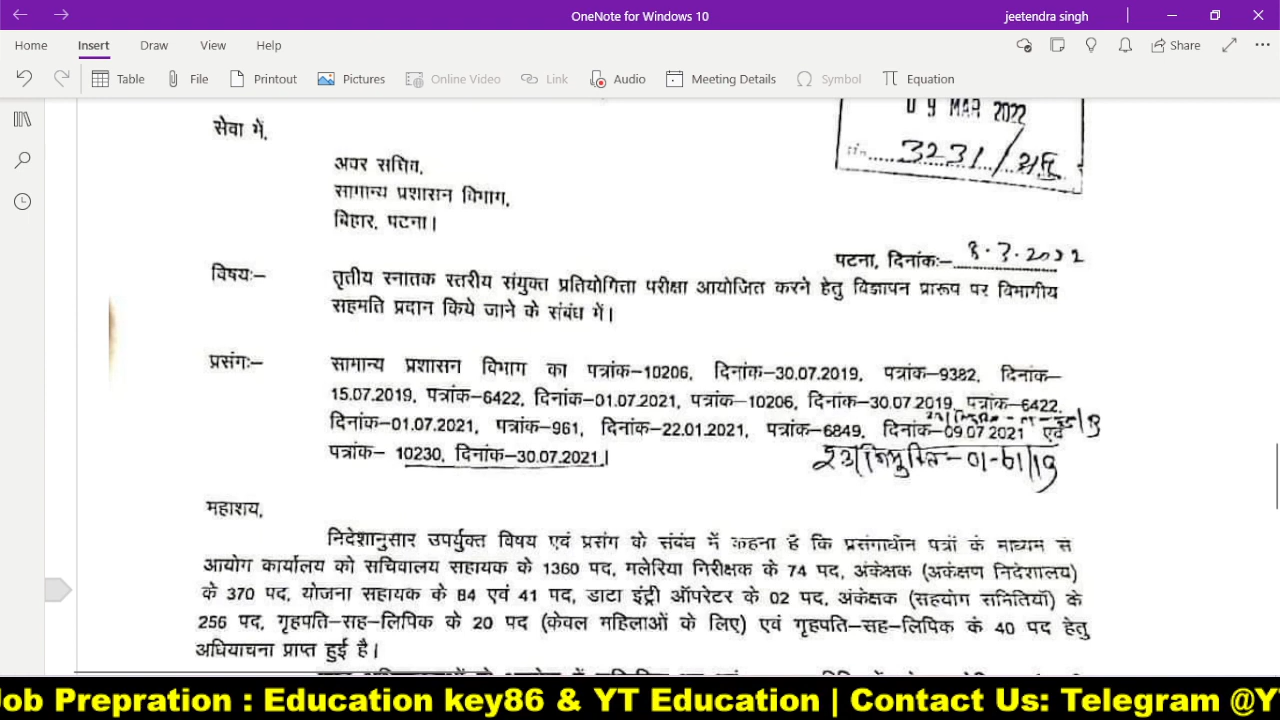 OneNote for Windows 10
jeetendra singh
Home Insert Draw View Help
Share
Table File Printout Pictures Online Video Link Audio Meeting Details Symbol Equation
09 MAR 2022
सेवा में,
3231/
अवर सचिव,
सामान्य प्रशासन विभाग,
बिहार, पटना।
पटना, दिनांकः– 8.3.2022
विषयः– तृतीय स्नातक स्तरीय संयुक्त प्रतियोगिता परीक्षा आयोजित करने हेतु विज्ञापन प्रारूप पर विभागीय
सहमति प्रदान किये जाने के संबंध में।
प्रसंगः– सामान्य प्रशासन विभाग का पत्रांक–10206, दिनांक–30.07.2019, पत्रांक–9382, दिनांक–
15.07.2019, पत्रांक–6422, दिनांक–01.07.2021, पत्रांक–10206, दिनांक–30.07.2019, पत्रांक–6422,
दिनांक–01.07.2021, पत्रांक–961, दिनांक–22.01.2021, पत्रांक–6849, दिनांक–09.07.2021 एवं
पत्रांक– 10230, दिनांक–30.07.2021।
महाशय,
निदेशानुसार उपर्युक्त विषय एवं प्रसंग के संबंध में कहना है कि प्रसंगाधीन पत्रों के माध्यम से
आयोग कार्यालय को सचिवालय सहायक के 1360 पद, मलेरिया निरीक्षक के 74 पद, अंकेक्षक (अंकेक्षण निदेशालय)
के 370 पद, योजना सहायक के 84 एवं 41 पद, डाटा इंट्री ऑपरेटर के 02 पद, अंकेक्षक (सहयोग समितियाँ) के
256 पद, गृहपति–सह–लिपिक के 20 पद (केवल महिलाओं के लिए) एवं गृहपति–सह–लिपिक के 40 पद हेतु
अधियाचना प्राप्त हुई है।
Job Prepration : Education key86 & YT Education | Contact Us: Telegram @Y